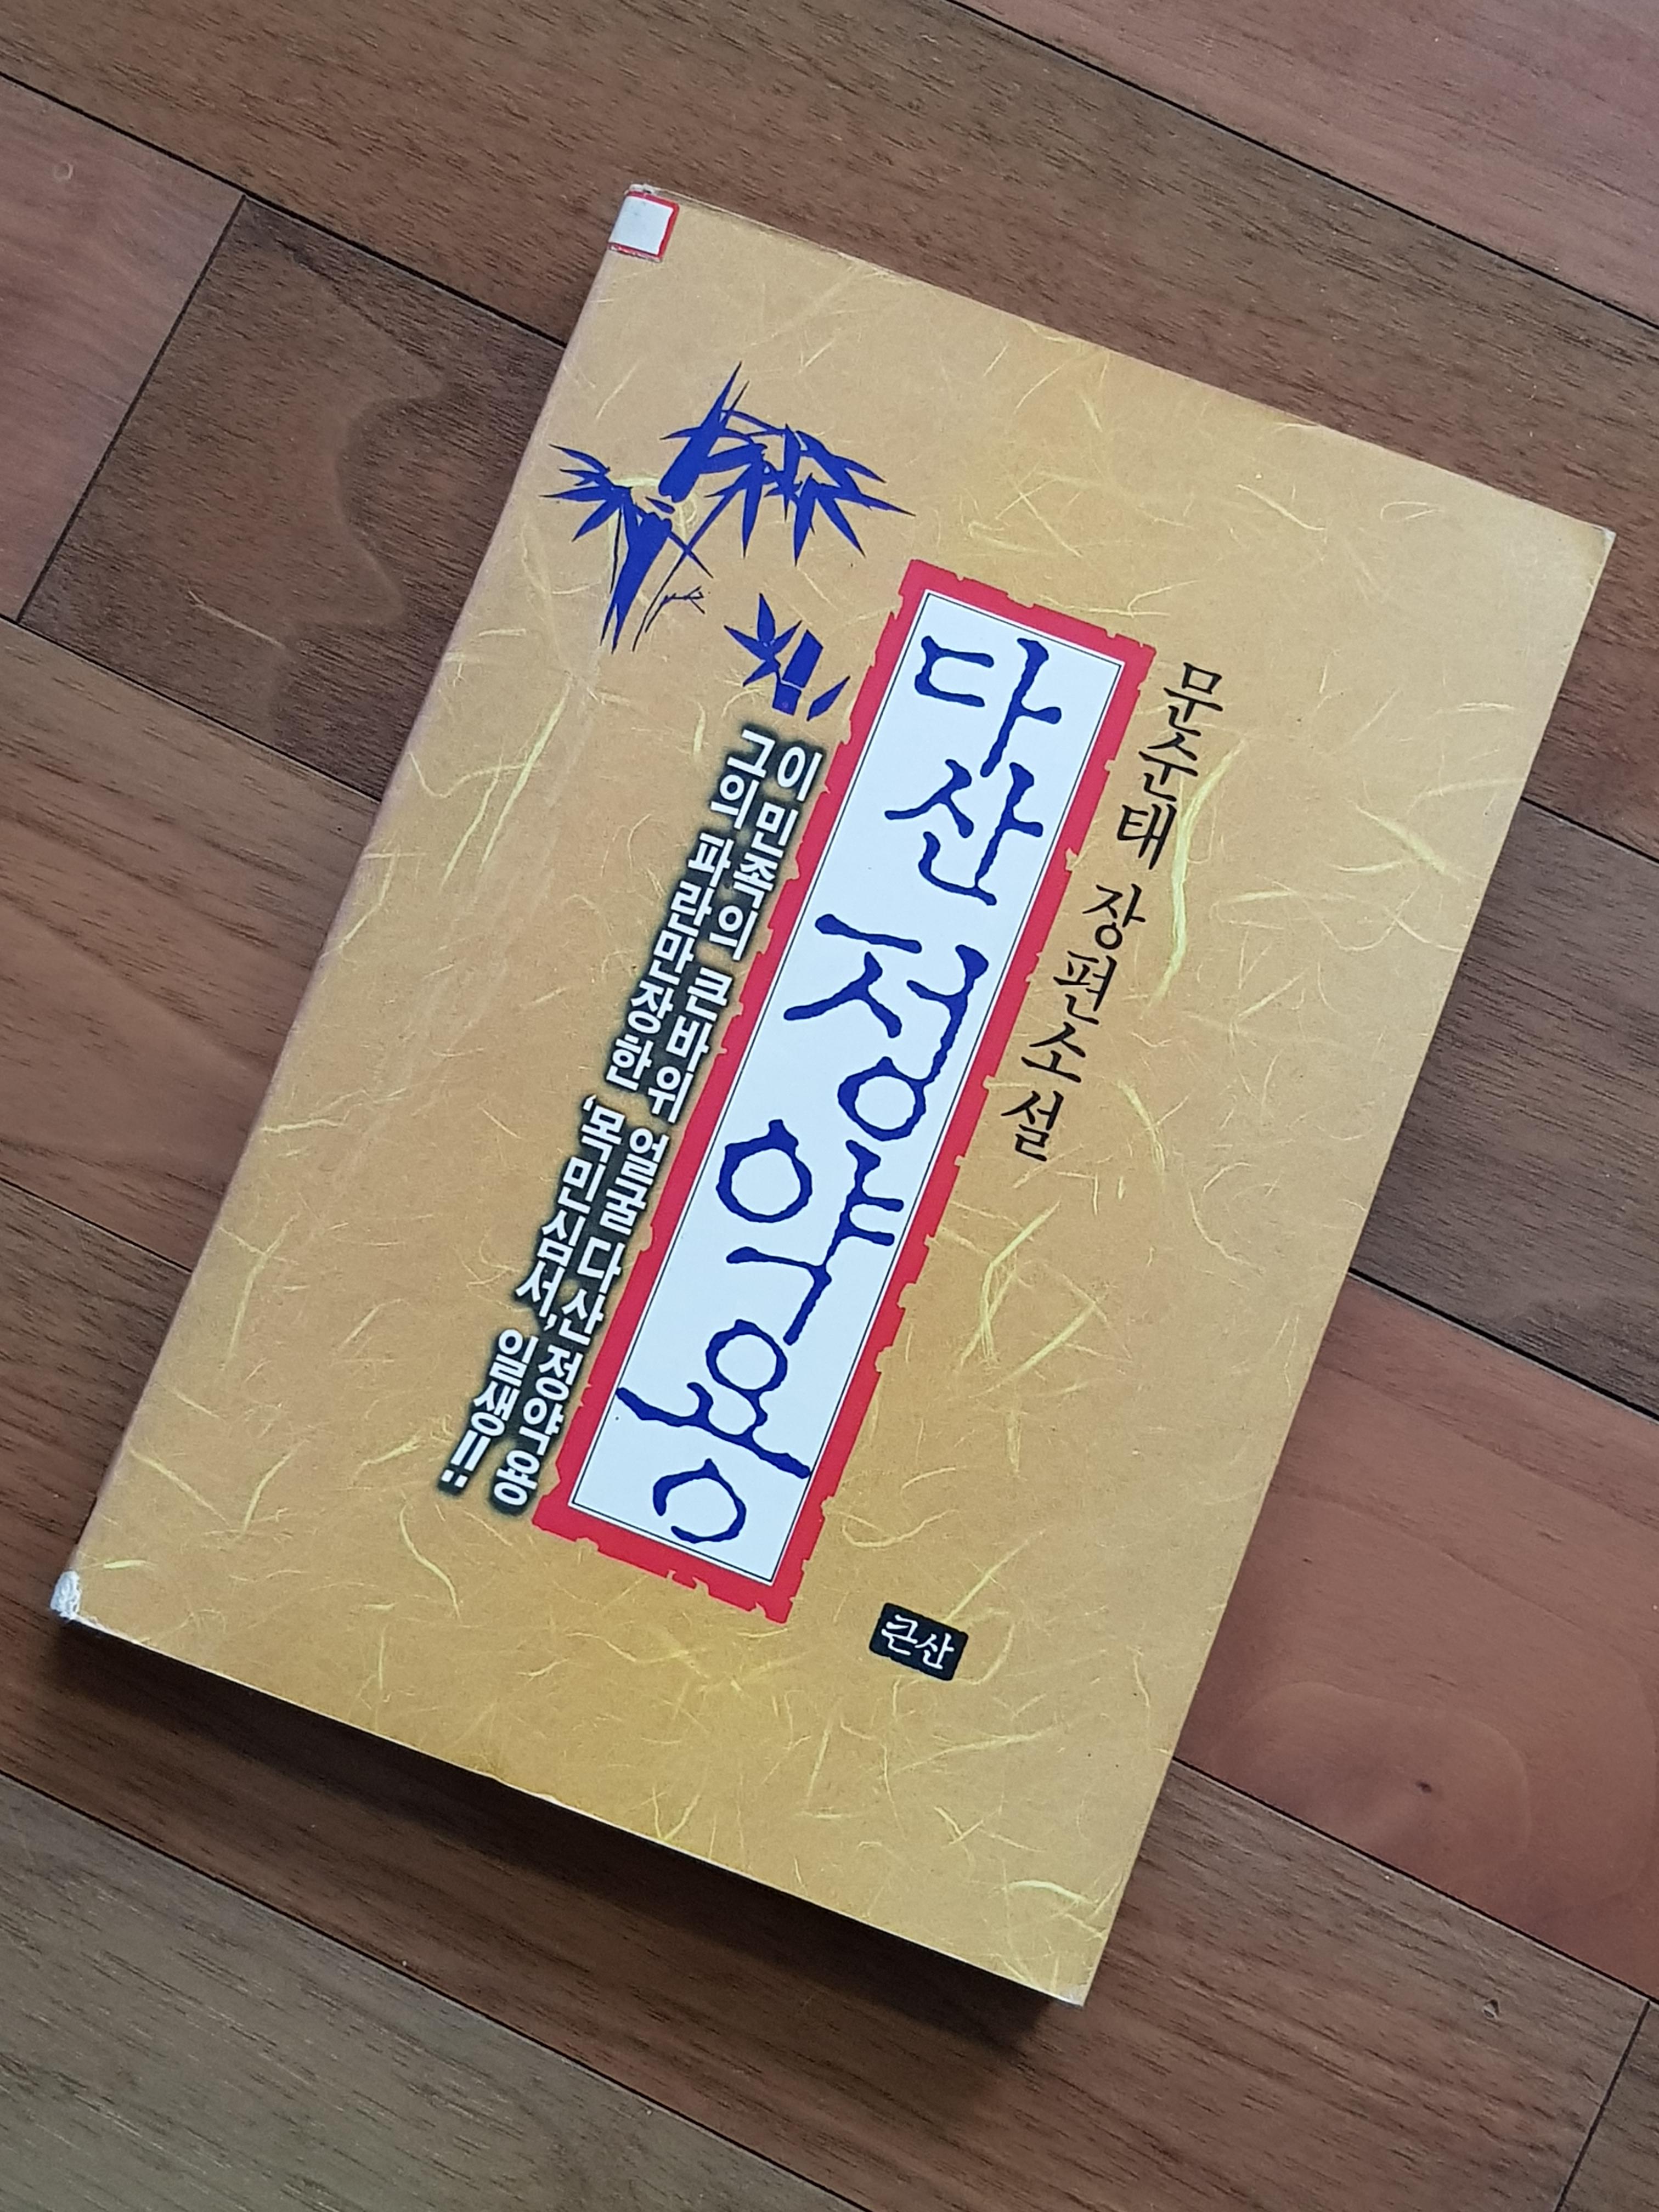 문순태 장편소설
다산 정약용
이 민족의 큰바위 얼굴 다산 정약용
그의 파란만장한 '목민심서' 일생!!
큰산